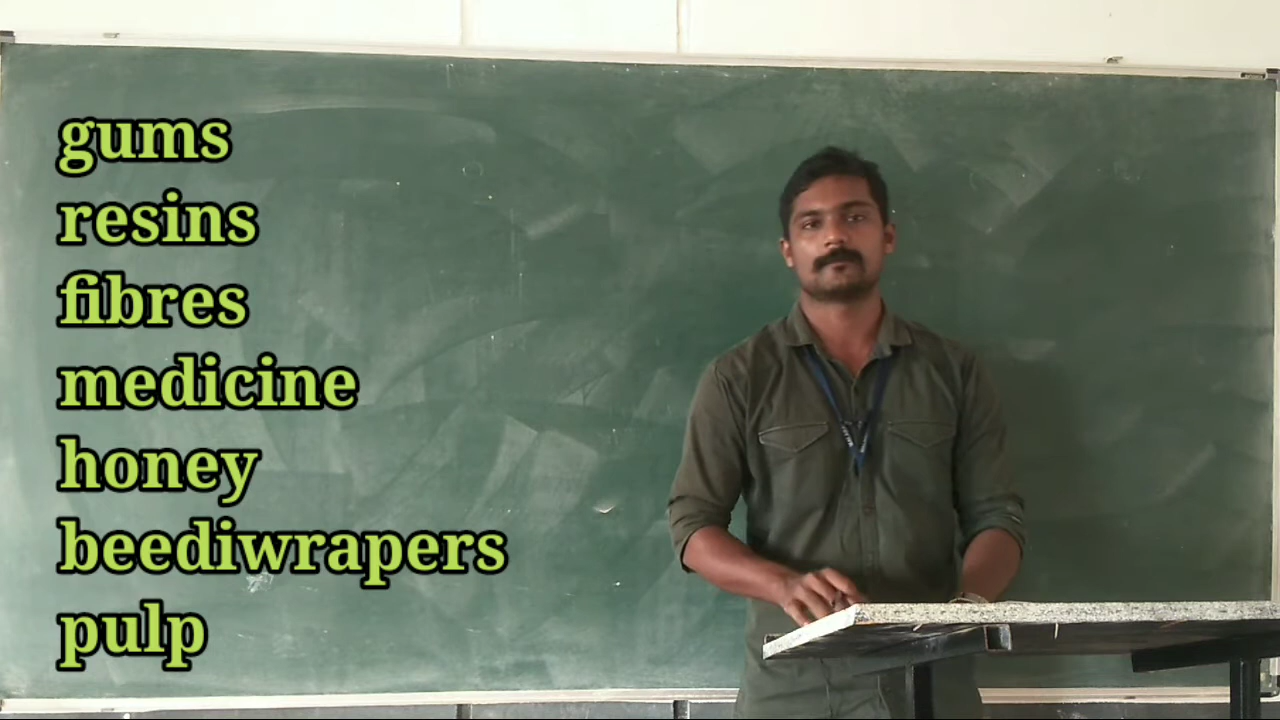 gums
resins
fibres
medicine
honey
beediwrapers
pulp